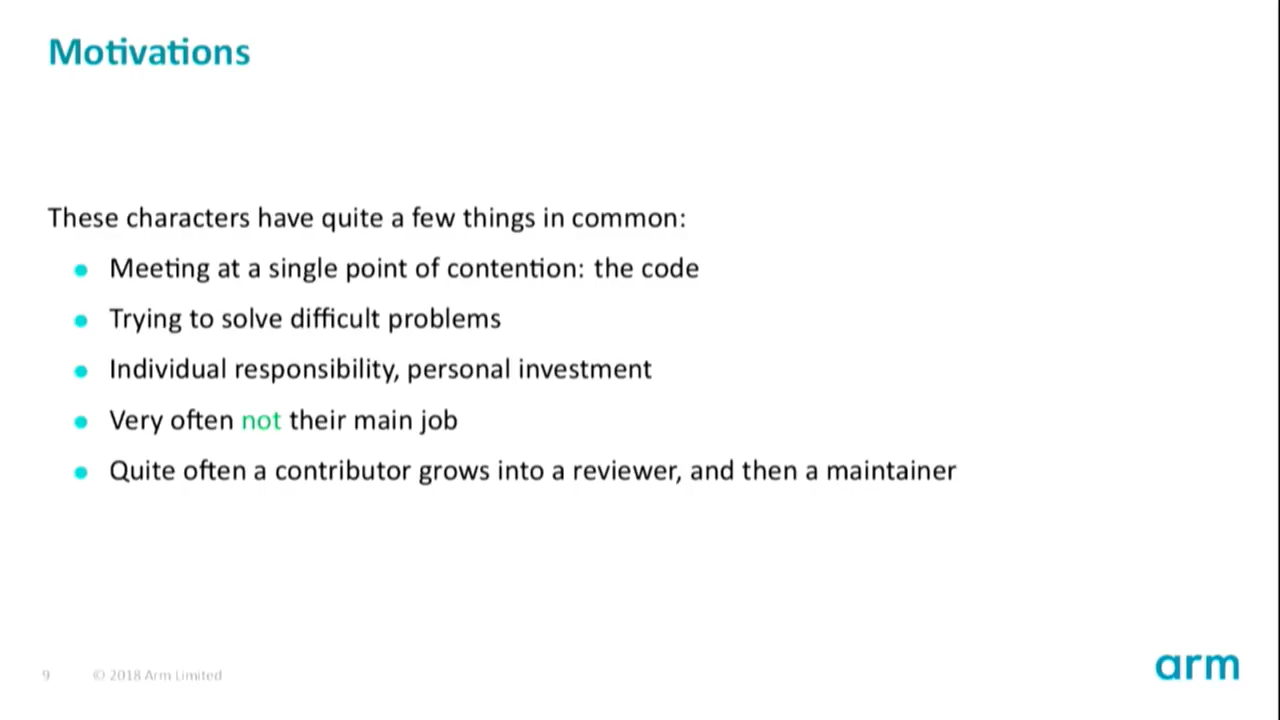 Motivations
These characters have quite a few things in common:
Meeting at a single point of contention: the code
Trying to solve difficult problems
Individual responsibility, personal investment
Very often not their main job
Quite often a contributor grows into a reviewer, and then a maintainer
9 © 2018 Arm Limited
arm